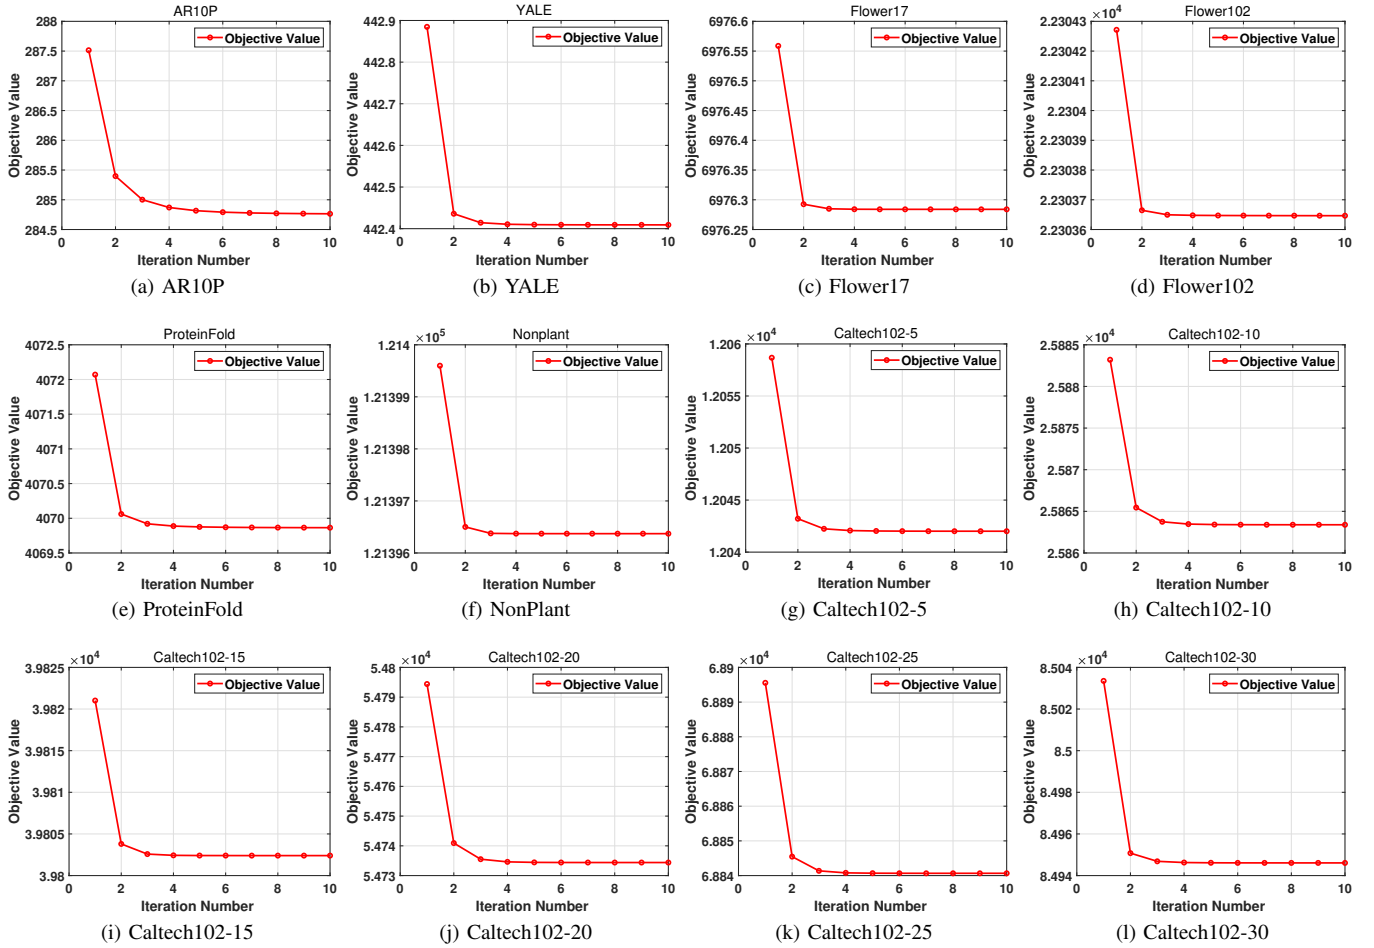 AR10P
Objective Value
288
287.5
287
286.5
286
285.5
285
284.5
0 2 4 6 8 10
Iteration Number
Objective Value
(a) AR10P
YALE
Objective Value
442.9
442.8
442.7
442.6
442.5
442.4
0 2 4 6 8 10
Iteration Number
Objective Value
(b) YALE
Flower17
Objective Value
6976.6
6976.55
6976.5
6976.45
6976.4
6976.35
6976.3
6976.25
0 2 4 6 8 10
Iteration Number
Objective Value
(c) Flower17
×10⁴
Flower102
Objective Value
2.23043
2.23042
2.23041
2.2304
2.23039
2.23038
2.23037
2.23036
0 2 4 6 8 10
Iteration Number
Objective Value
(d) Flower102
ProteinFold
Objective Value
4072.5
4072
4071.5
4071
4070.5
4070
4069.5
0 2 4 6 8 10
Iteration Number
Objective Value
(e) ProteinFold
×10⁵
Nonplant
Objective Value
1.214
1.21399
1.21398
1.21397
1.21396
0 2 4 6 8 10
Iteration Number
Objective Value
(f) NonPlant
×10⁴
Caltech102-5
Objective Value
1.206
1.2055
1.205
1.2045
1.204
0 2 4 6 8 10
Iteration Number
Objective Value
(g) Caltech102-5
×10⁴
Caltech102-10
Objective Value
2.5885
2.588
2.5875
2.587
2.5865
2.586
0 2 4 6 8 10
Iteration Number
Objective Value
(h) Caltech102-10
×10⁴
Caltech102-15
Objective Value
3.9825
3.982
3.9815
3.981
3.9805
3.98
0 2 4 6 8 10
Iteration Number
Objective Value
(i) Caltech102-15
×10⁴
Caltech102-20
Objective Value
5.48
5.479
5.478
5.477
5.476
5.475
5.474
5.473
0 2 4 6 8 10
Iteration Number
Objective Value
(j) Caltech102-20
×10⁴
Caltech102-25
Objective Value
6.89
6.889
6.888
6.887
6.886
6.885
6.884
0 2 4 6 8 10
Iteration Number
Objective Value
(k) Caltech102-25
×10⁴
Caltech102-30
Objective Value
8.504
8.502
8.5
8.498
8.496
8.494
0 2 4 6 8 10
Iteration Number
Objective Value
(l) Caltech102-30